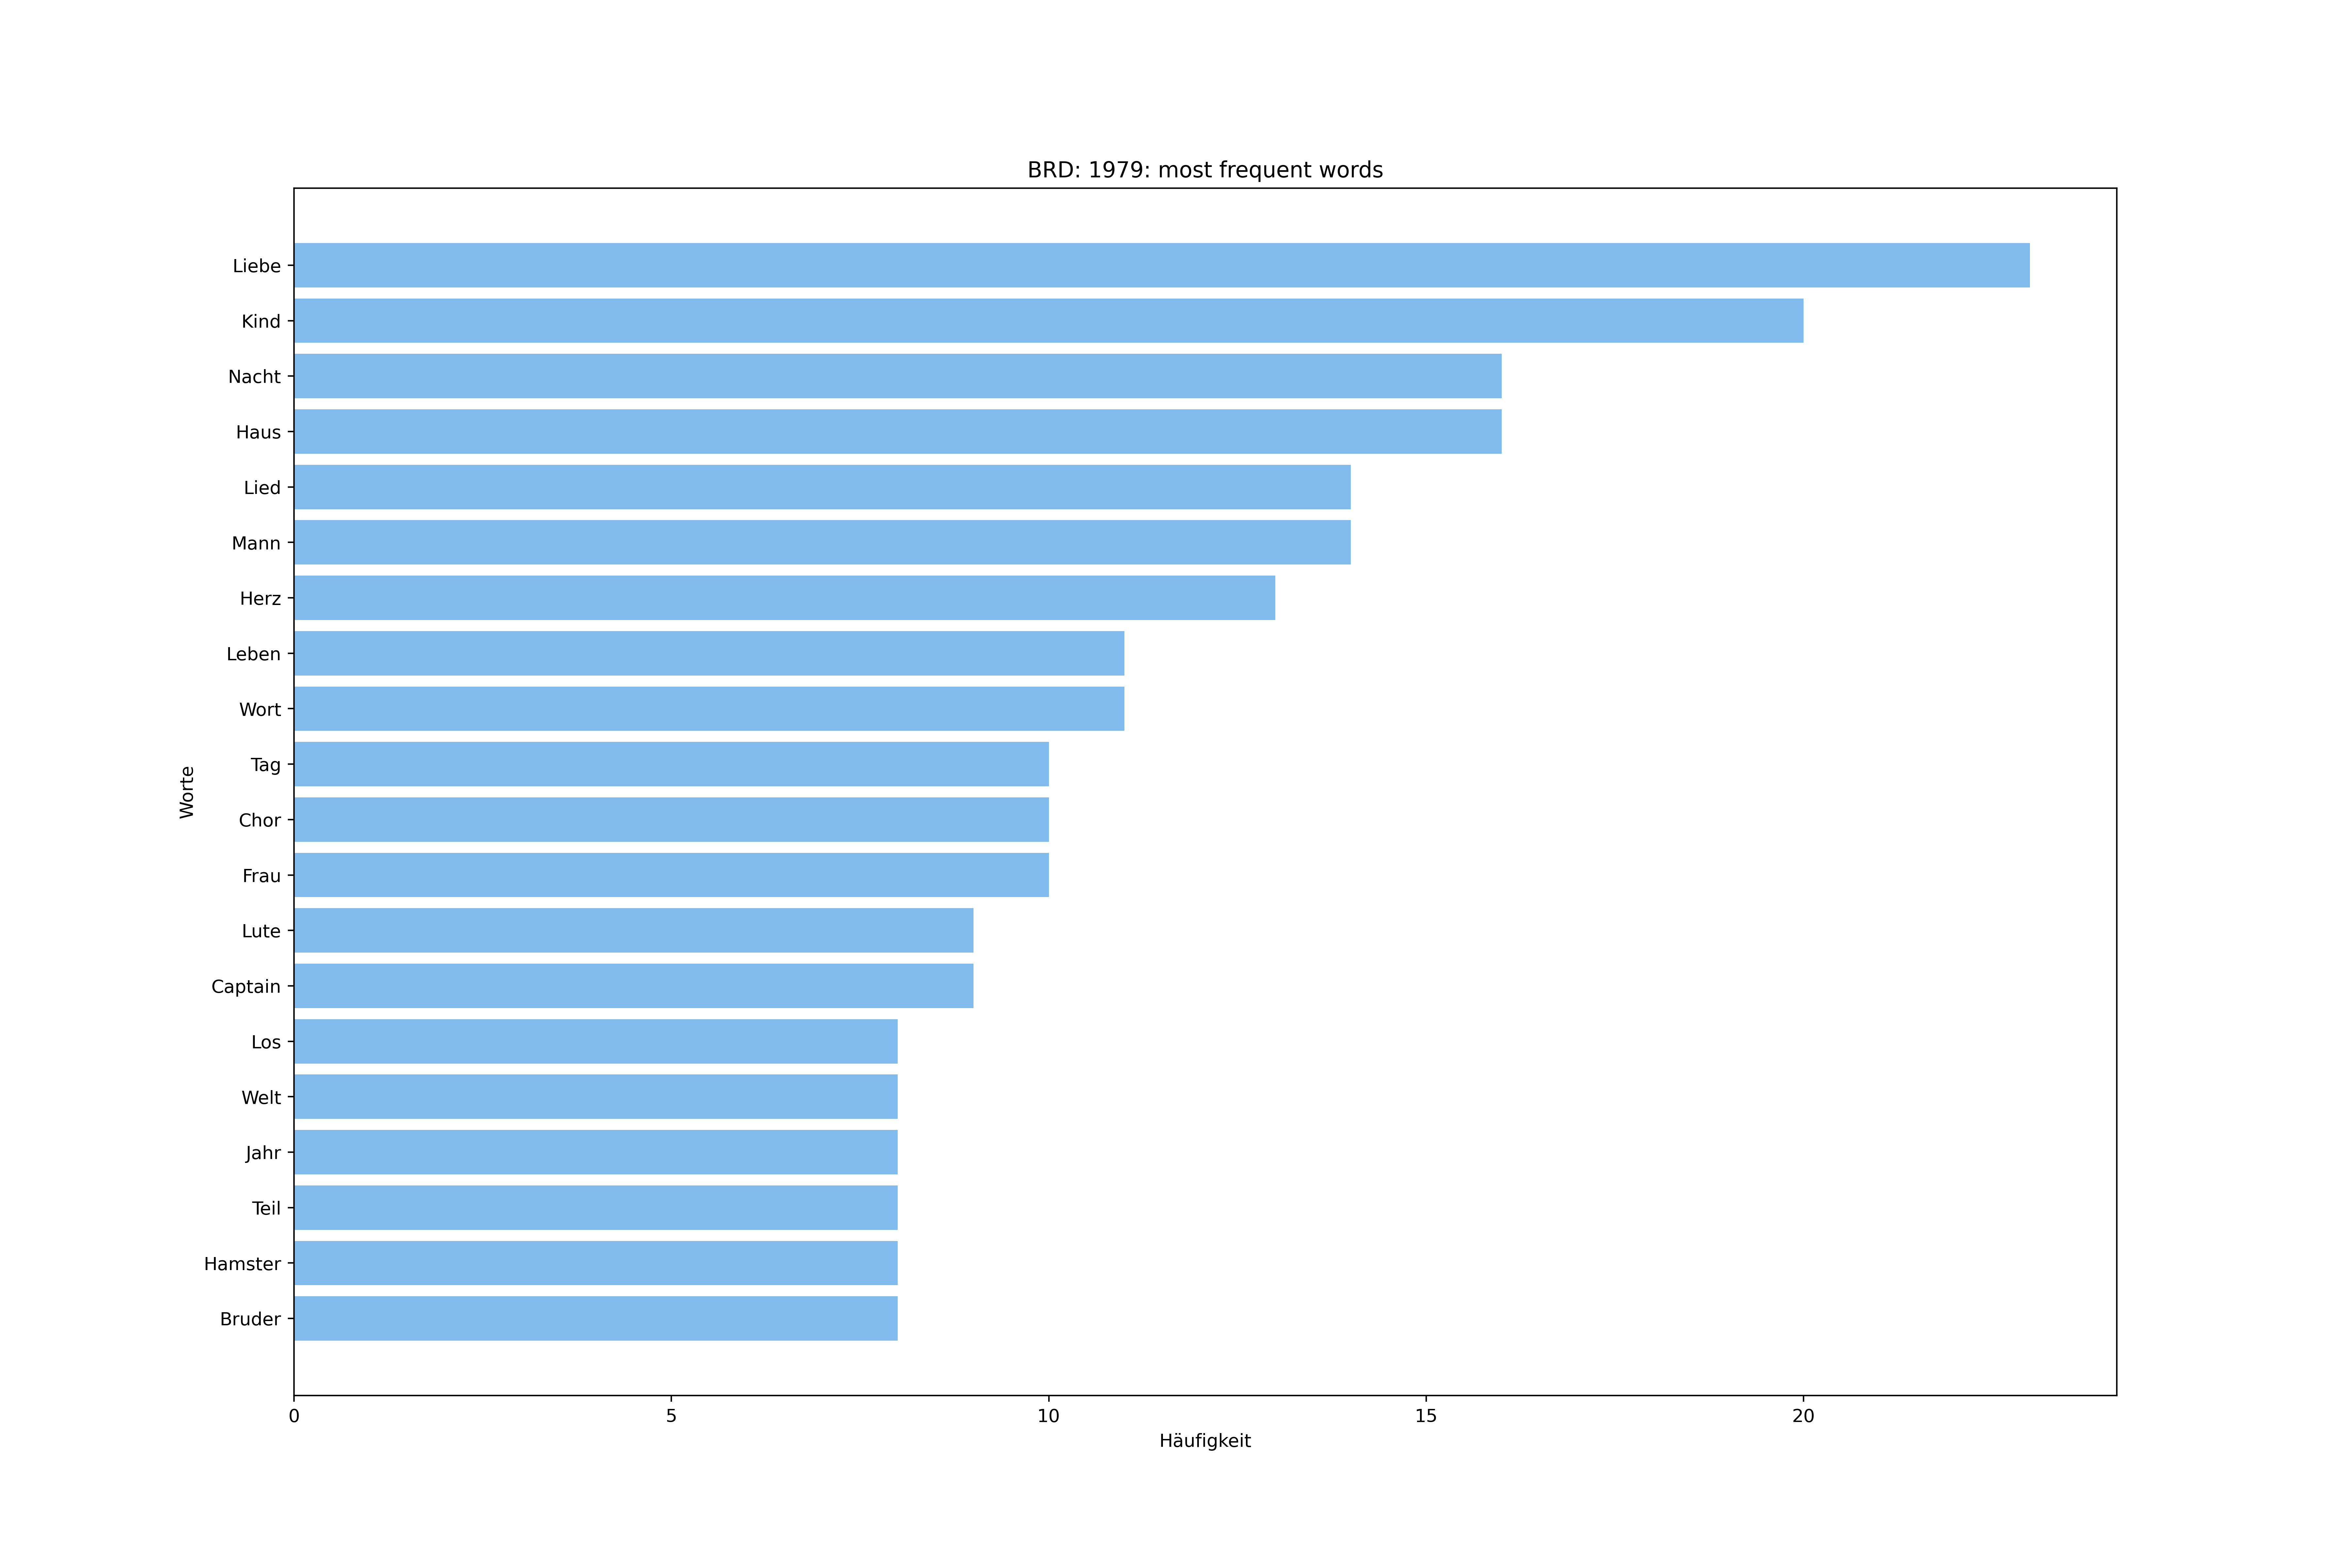 BRD: 1979: most frequent words
Liebe
Kind
Nacht
Haus
Lied
Mann
Herz
Leben
Wort
Tag
Chor
Frau
Lute
Captain
Los
Welt
Jahr
Teil
Hamster
Bruder
Worte
0 5 10 15 20
Häufigkeit